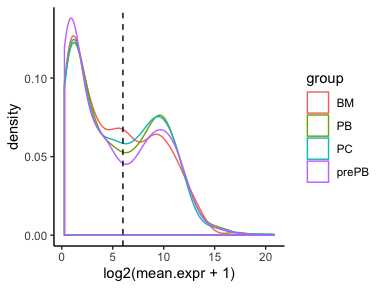 density
0.10
0.05
0.00
0
5
10
15
20
log2(mean.expr + 1)
group
BM
PB
PC
prePB